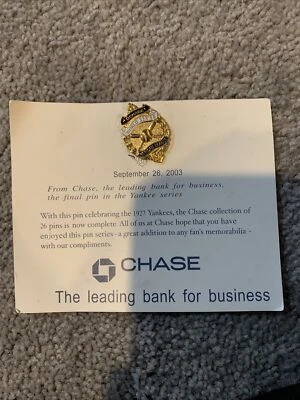 September 26, 2003
From Chase, the leading bank for business,
the final pin in the Yankee series
With this pin celebrating the 1927 Yankees, the Chase collection of
26 pins is now complete. All of us at Chase hope that you have
enjoyed this pin series - a great addition to any fan's memorabilia -
with our compliments.
CHASE
The leading bank for business